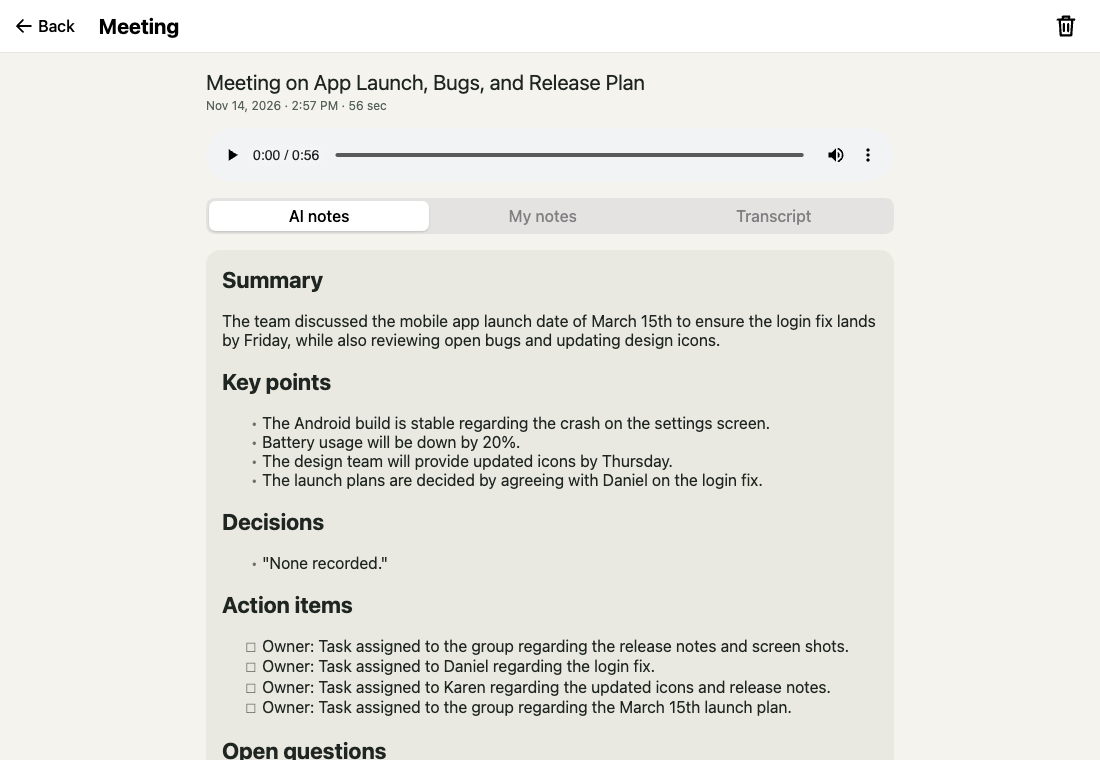 Back
Meeting
Meeting on App Launch, Bugs, and Release Plan
Nov 14, 2026 · 2:57 PM · 56 sec
0:00 / 0:56
AI notes
My notes
Transcript
Summary
The team discussed the mobile app launch date of March 15th to ensure the login fix lands
by Friday, while also reviewing open bugs and updating design icons.
Key points
• The Android build is stable regarding the crash on the settings screen.
• Battery usage will be down by 20%.
• The design team will provide updated icons by Thursday.
• The launch plans are decided by agreeing with Daniel on the login fix.
Decisions
• "None recorded."
Action items
☐ Owner: Task assigned to the group regarding the release notes and screen shots.
☐ Owner: Task assigned to Daniel regarding the login fix.
☐ Owner: Task assigned to Karen regarding the updated icons and release notes.
☐ Owner: Task assigned to the group regarding the March 15th launch plan.
Open questions